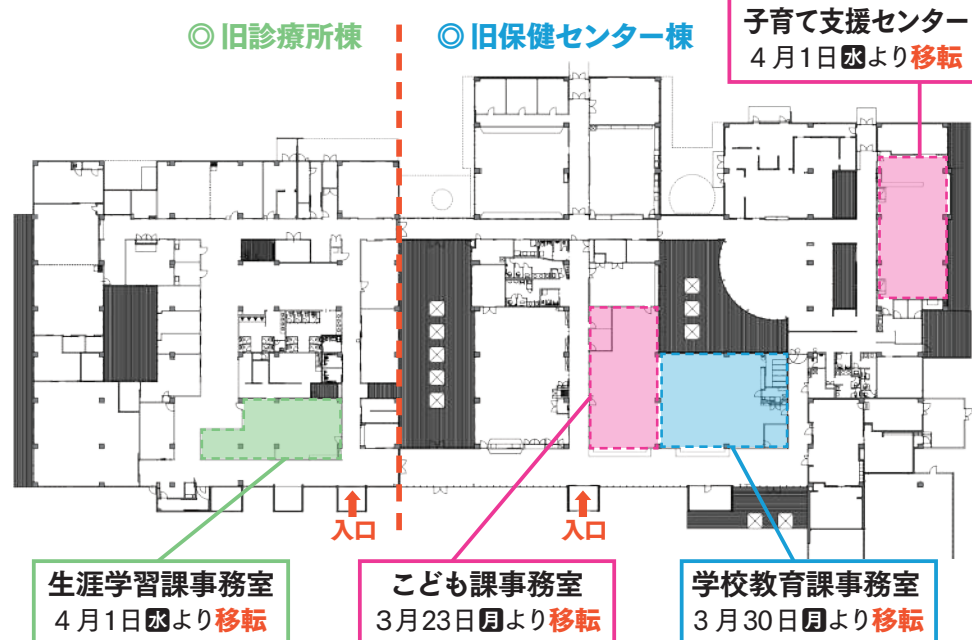 ◎旧診療所棟
◎旧保健センター棟
子育て支援センター
4月1日水より移転
入口
入口
生涯学習課事務室
4月1日水より移転
こども課事務室
3月23日月より移転
学校教育課事務室
3月30日月より移転